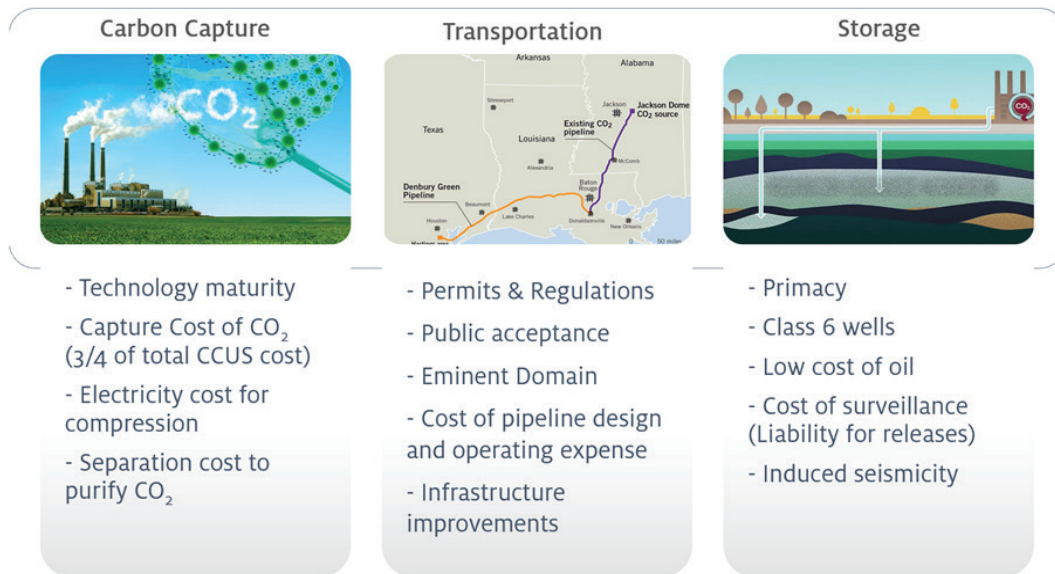 Carbon Capture
Transportation
Storage
CO2
Arkansas
Alabama
Shreveport
Jackson
Jackson Dome
CO2 source
Existing CO2
pipeline
Texas
Louisiana
Alexandria
McComb
Baton
Rouge
Denbury Green
Pipeline
Beaumont
Lake Charles
Donaldsonville
Houston
New Orleans
0
50 miles
CO2
- Technology maturity
- Capture Cost of CO2
(3/4 of total CCUS cost)
- Electricity cost for
compression
- Separation cost to
purify CO2
- Permits & Regulations
- Public acceptance
- Eminent Domain
- Cost of pipeline design
and operating expense
- Infrastructure
improvements
- Primacy
- Class 6 wells
- Low cost of oil
- Cost of surveillance
(Liability for releases)
- Induced seismicity